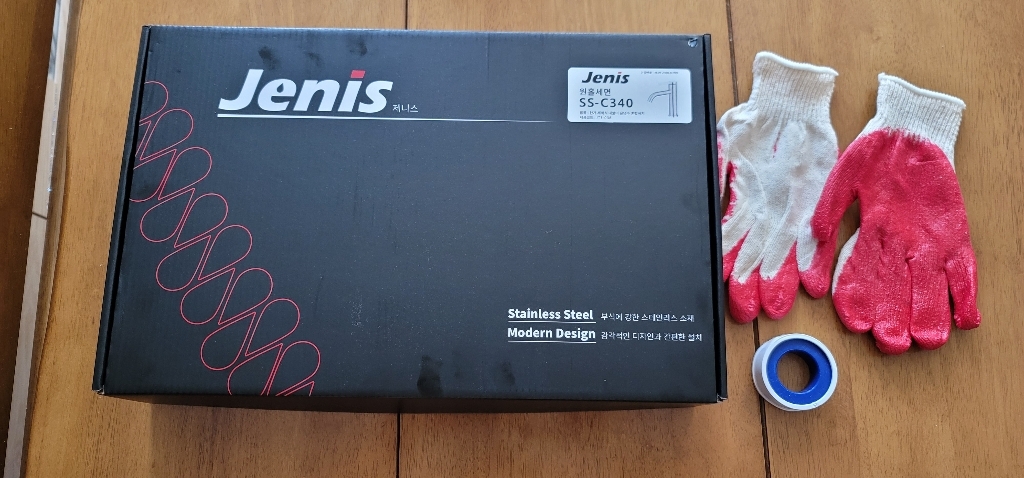 Jenis 제니스
Jenis
원홀세면
SS-C340
Stainless Steel 부식에 강한 스테인리스 소재
Modern Design 감각적인 디자인과 간편한 설치